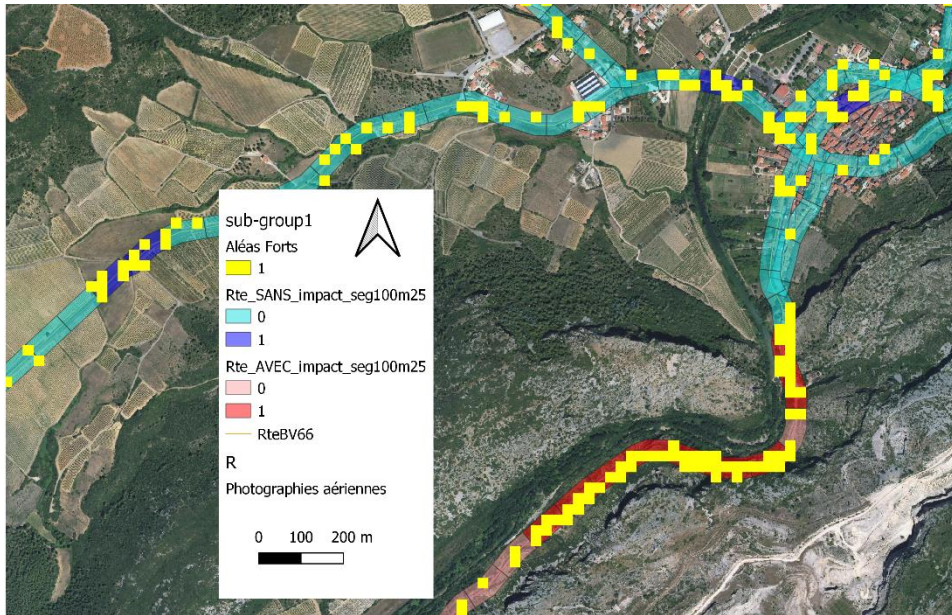 sub-group1
Aléas Forts
1
Rte_SANS_impact_seg100m25
0
1
Rte_AVEC_impact_seg100m25
0
1
RteBV66
R
Photographies aériennes
0 100 200 m